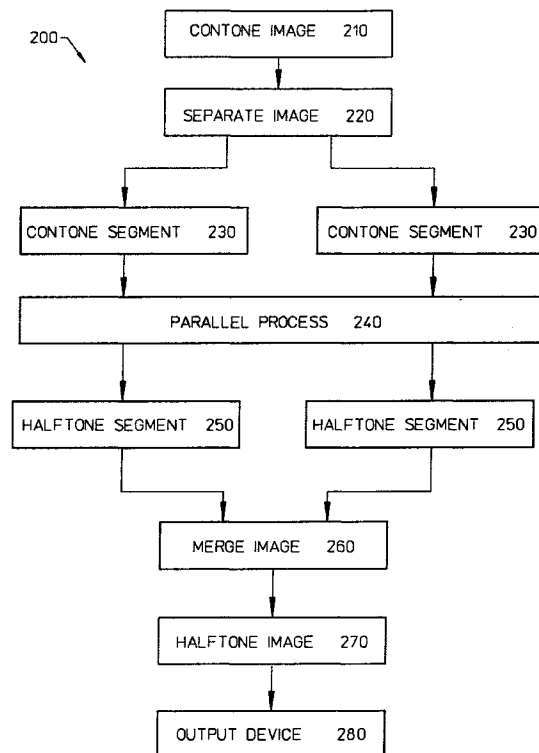 200
CONTONE IMAGE 210
SEPARATE IMAGE 220
CONTONE SEGMENT 230
CONTONE SEGMENT 230
PARALLEL PROCESS 240
HALFTONE SEGMENT 250
HALFTONE SEGMENT 250
MERGE IMAGE 260
HALFTONE IMAGE 270
OUTPUT DEVICE 280